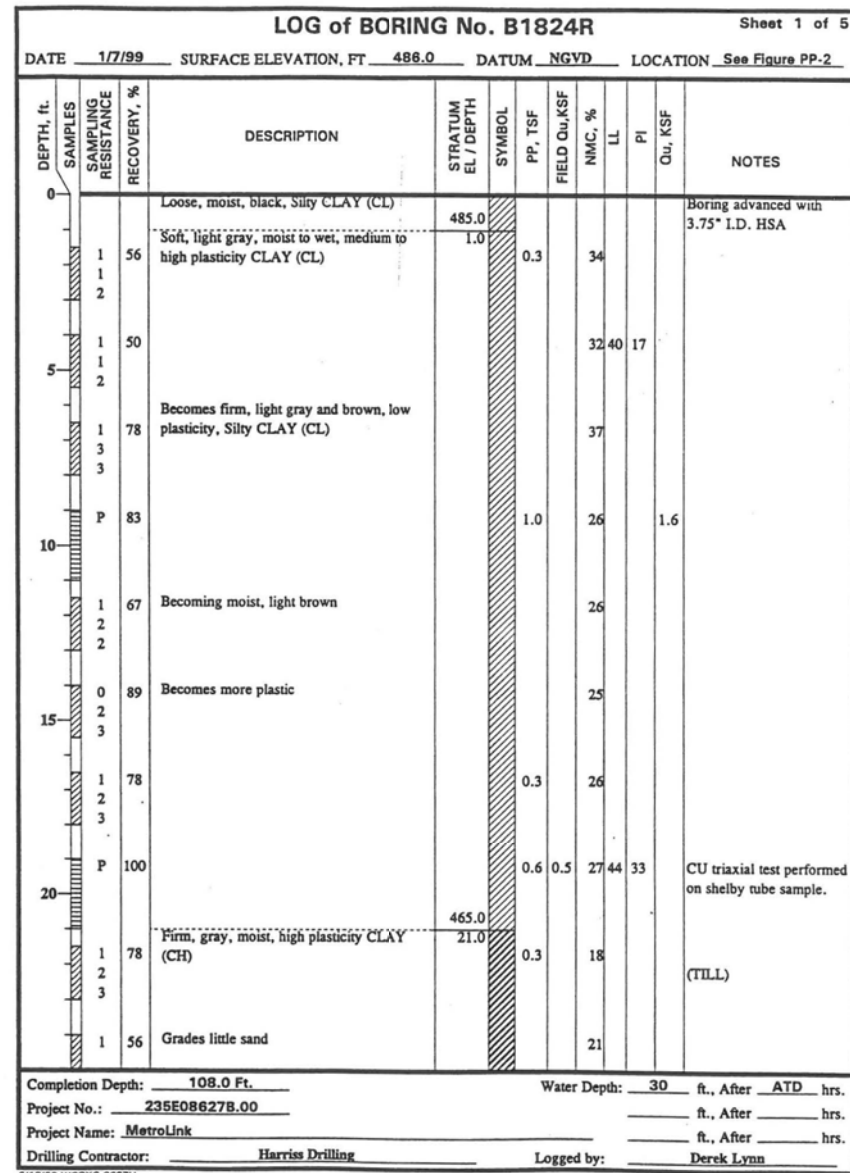 LOG of BORING No. B1824R Sheet 1 of 5
DATE 1/7/99 SURFACE ELEVATION, FT 486.0 DATUM NGVD LOCATION See Figure PP-2
DEPTH, ft. SAMPLES SAMPLING RESISTANCE RECOVERY, % DESCRIPTION STRATUM EL / DEPTH SYMBOL PP, TSF FIELD Qu,KSF NMC, % LL PI Qu, KSF NOTES
0
Loose, moist, black, Silty CLAY (CL) Boring advanced with
485.0 3.75" I.D. HSA
Soft, light gray, moist to wet, medium to 1.0
1 56 high plasticity CLAY (CL) 0.3 34
1
2
1 50 32 40 17
1
5
2
Becomes firm, light gray and brown, low
1 78 plasticity, Silty CLAY (CL) 37
3
3
P 83 1.0 26 1.6
10
1 67 Becoming moist, light brown 26
2
2
0 89 Becomes more plastic 25
2
15
3
1 78 0.3 26
2
3
P 100 0.6 0.5 27 44 33 CU triaxial test performed
20 on shelby tube sample.
465.0
Firm, gray, moist, high plasticity CLAY 21.0
1 78 (CH) 0.3 18
2 (TILL)
3
1 56 Grades little sand 21
Completion Depth: 108.0 Ft. Water Depth: 30 ft., After ATD hrs.
Project No.: 235E08627B.00 ft., After hrs.
Project Name: MetroLink ft., After hrs.
Drilling Contractor: Harriss Drilling Logged by: Derek Lynn